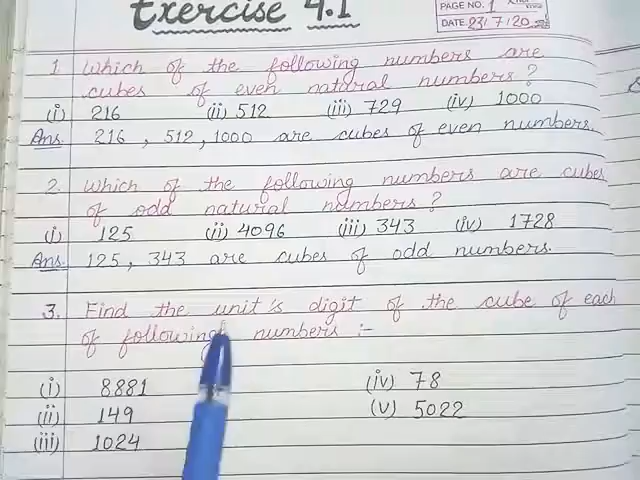 Exercise 4.1
PAGE NO. 1
DATE 23/7/20
1. Which of the following numbers are
cubes of even natural numbers?
(i) 216 (ii) 512 (iii) 729 (iv) 1000
Ans. 216, 512, 1000 are cubes of even numbers.
2. Which of the following numbers are cubes
of odd natural numbers?
(i) 125 (ii) 4096 (iii) 343 (iv) 1728
Ans. 125, 343 are cubes of odd numbers.
3. Find the unit's digit of the cube of each
of following numbers :-
(i) 8881 (iv) 78
(ii) 149 (v) 5022
(iii) 1024